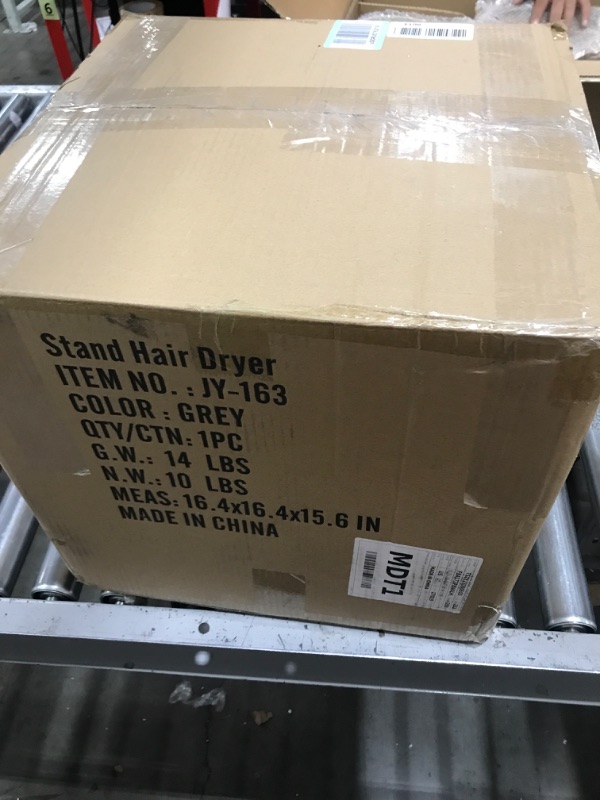 6
Stand Hair Dryer
ITEM NO. : JY-163
COLOR : GREY
QTY/CTN: 1PC
G.W.: 14 LBS
N.W.: 10 LBS
MEAS: 16.4x16.4x15.6 IN
MADE IN CHINA
MDT1